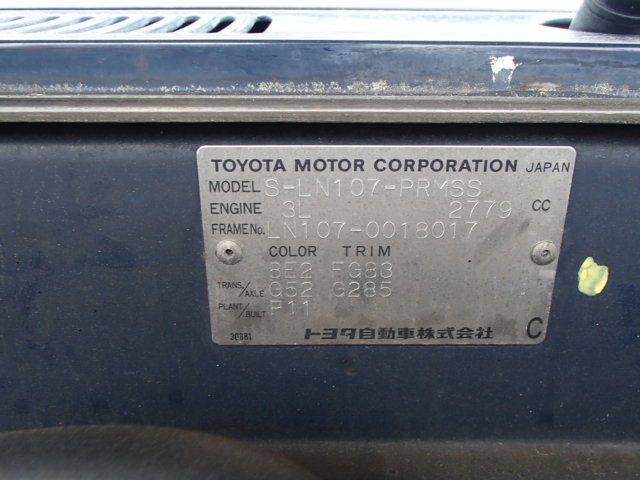 TOYOTA MOTOR CORPORATION JAPAN
MODEL S-LN107-PRMSS
ENGINE 3L 2779 CC
FRAME No. LN107-0018017
COLOR TRIM
8E2 FG83
TRANS./AXLE G52 G285
PLANT/BUILT P11
30881 トヨタ自動車株式会社 C